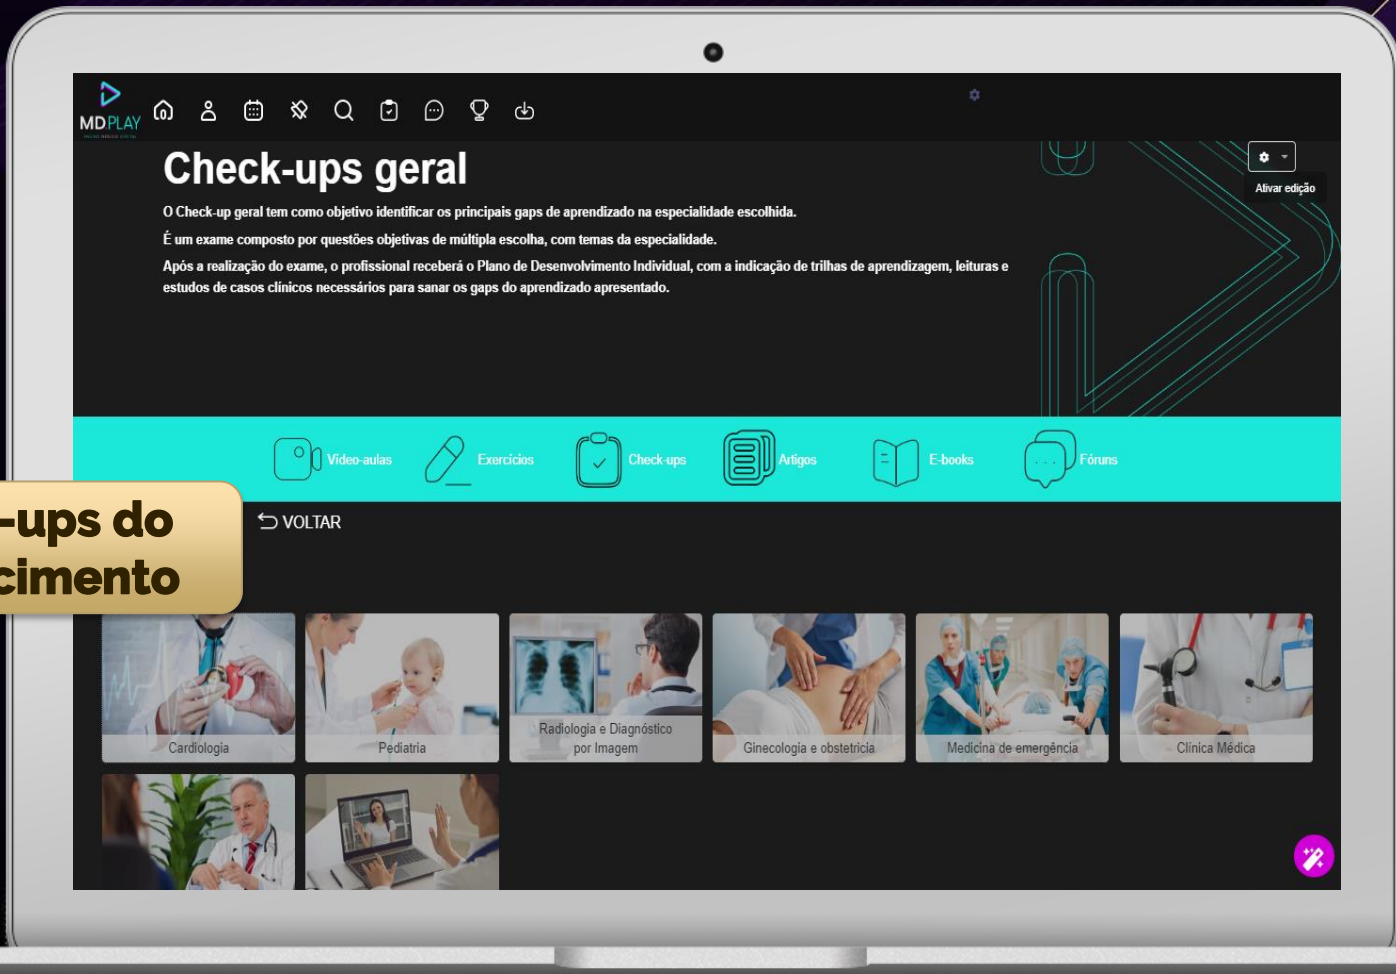 MD.PLAY
Check-ups geral
Ativar edição
O Check-up geral tem como objetivo identificar os principais gaps de aprendizado na especialidade escolhida.
É um exame composto por questões objetivas de múltipla escolha, com temas da especialidade.
Após a realização do exame, o profissional receberá o Plano de Desenvolvimento Individual, com a indicação de trilhas de aprendizagem, leituras e
estudos de casos clínicos necessários para sanar os gaps do aprendizado apresentado.
Vídeo-aulas Exercícios Check-ups Artigos E-books Fóruns
-ups do
cimento
VOLTAR
Cardiologia
Pediatria
Radiologia e Diagnóstico
por Imagem
Ginecologia e obstetricia
Medicina de emergência
Clínica Médica